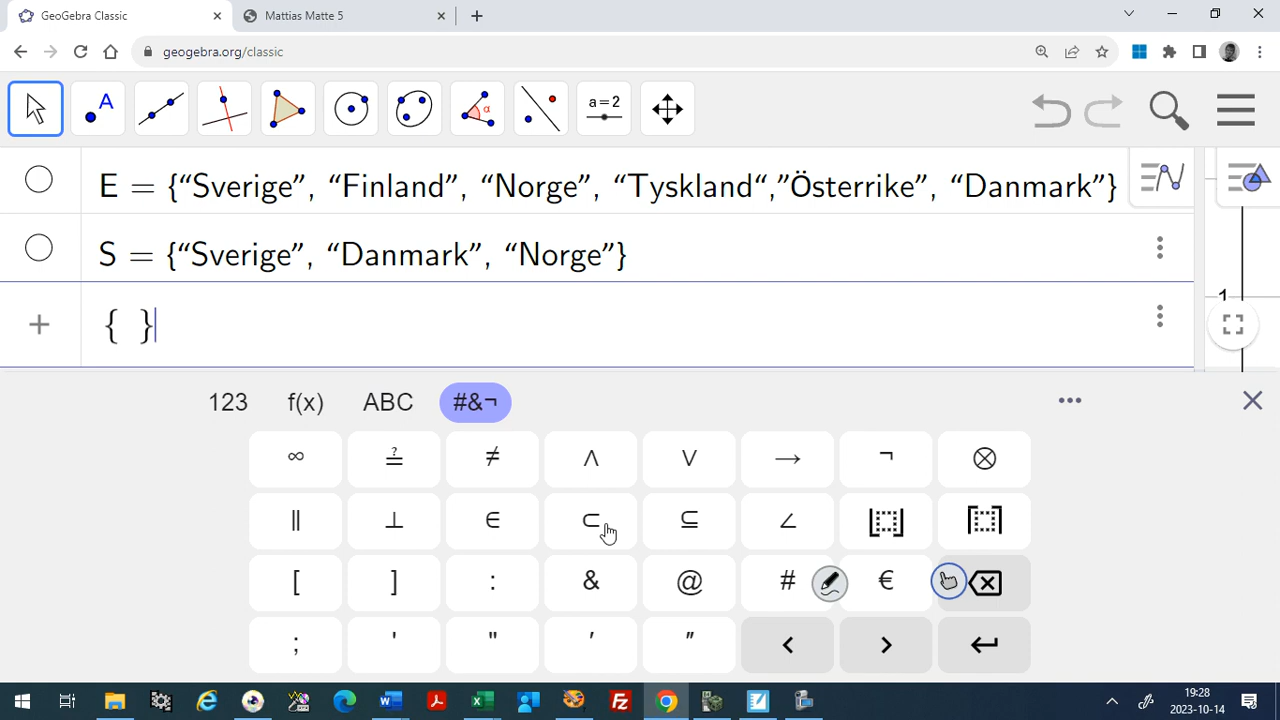 GeoGebra Classic
Mattias Matte 5
geogebra.org/classic
A
α
a=2
E = {“Sverige”, “Finland”, “Norge”, “Tyskland“,”Österrike”, “Danmark”}
S = {“Sverige”, “Danmark”, “Norge”}
1
{ }
123 f(x) ABC #&¬
∞ ≟ ≠ ∧ ∨ → ¬ ⊗
∥ ⊥ ∈ ⊂ ⊆ ∠
[ ] : & @ # €
; ' " ′ ″ < >
19:28
2023-10-14